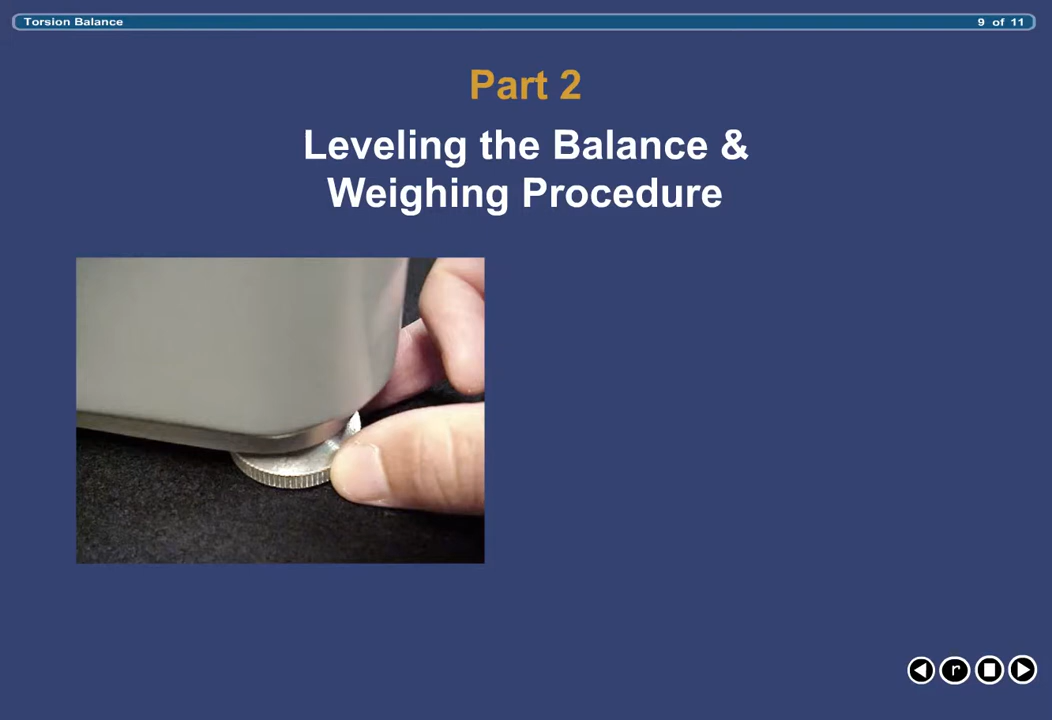 Torsion Balance
9 of 11
Part 2
Leveling the Balance &
Weighing Procedure
r